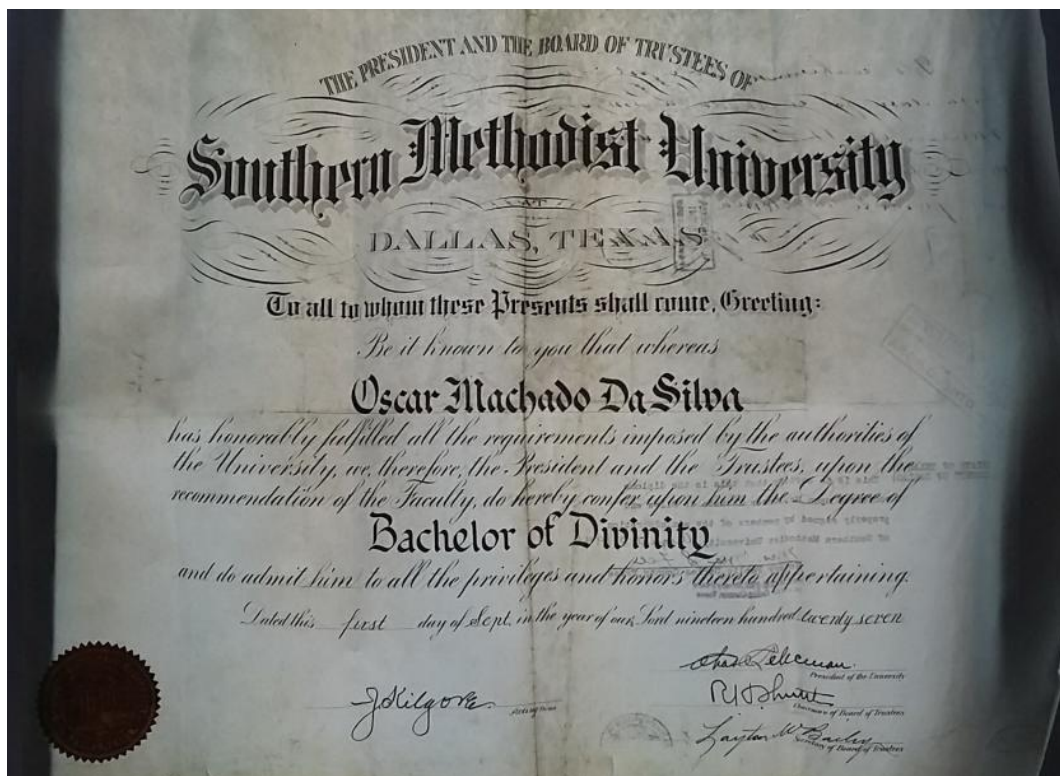 THE PRESIDENT AND THE BOARD OF TRUSTEES OF
Southern Methodist University
AT
DALLAS, TEXAS
To all to whom these Presents shall come, Greeting:
Be it known to you that whereas
Oscar Machado Da Silva
has honorably fulfilled all the requirements imposed by the authorities of
the University, we, therefore, the President and the Trustees, upon the
recommendation of the Faculty, do hereby confer upon him the Degree of
Bachelor of Divinity
and do admit him to all the privileges and honors thereto appertaining.
Dated this first day of Sept. in the year of our Lord nineteen hundred twenty seven
President of the University
J Kilgore
Acting Dean
Chairman of Board of Trustees
Secretary of Board of Trustees